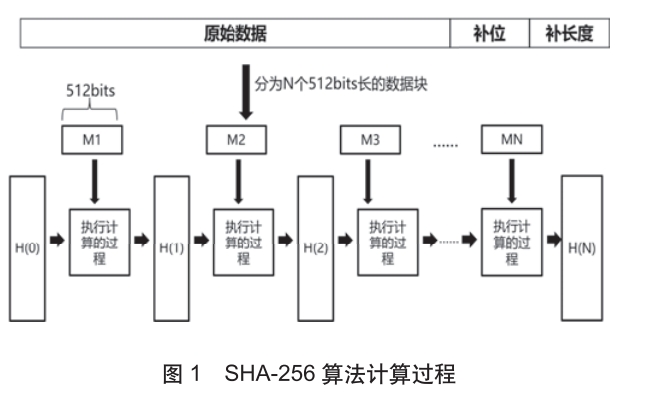 原始数据 补位 补长度
分为N个512bits长的数据块
512bits
M1 M2 M3 …… MN
H(0) 执行计算的过程 H(1) 执行计算的过程 H(2) 执行计算的过程 …… 执行计算的过程 H(N)
图 1 SHA-256 算法计算过程